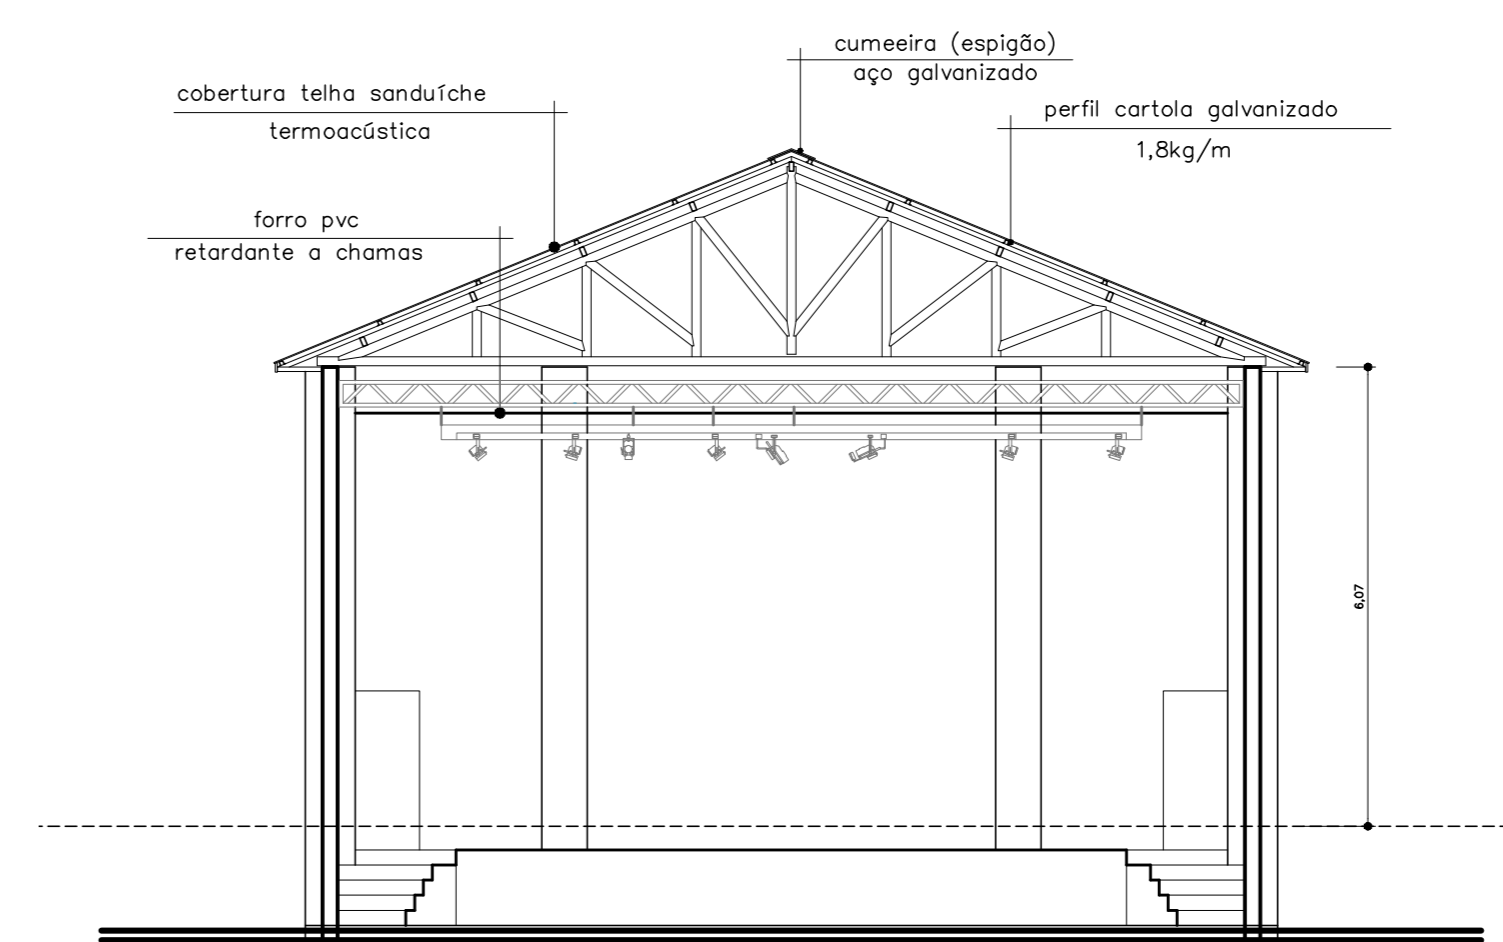 cumeeira (espigão)
aço galvanizado
cobertura telha sanduíche
termoacústica
perfil cartola galvanizado
1,8kg/m
forro pvc
retardante a chamas
6,07